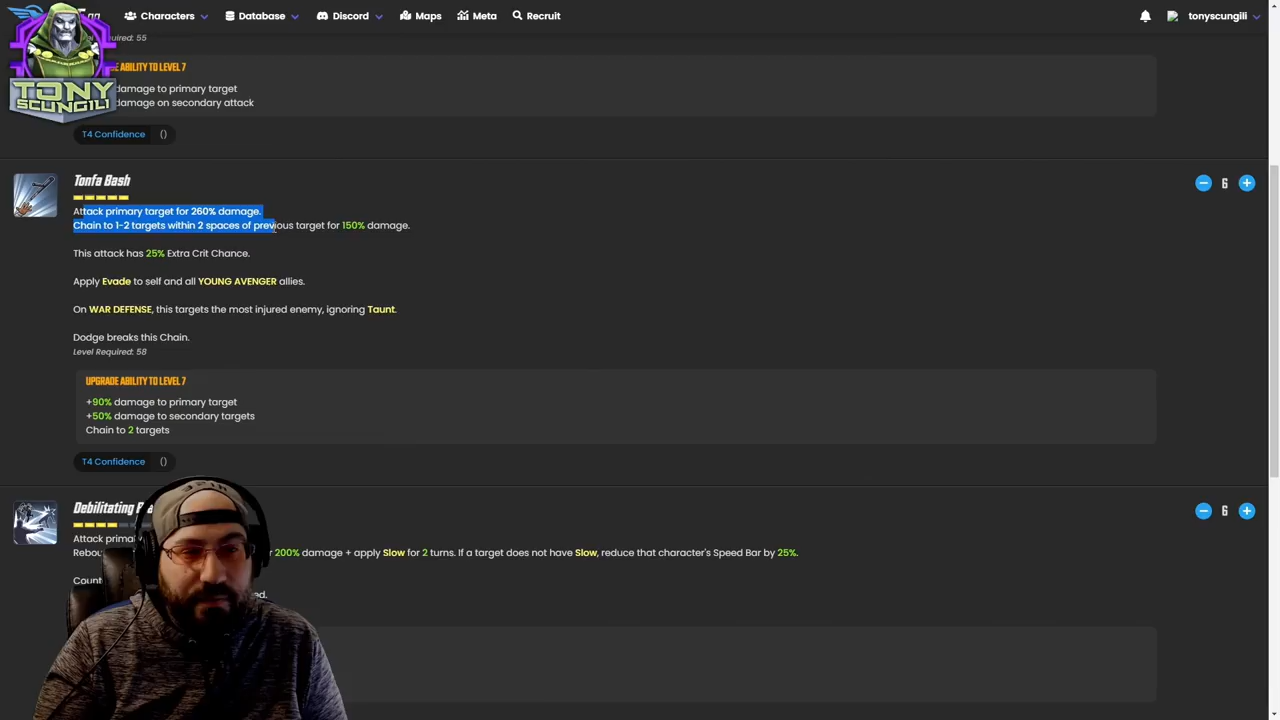 Characters
Database
Discord
Maps
Meta
Recruit
tonyscungili
TONY
SCUNGILI
Required: 55
ABILITY TO LEVEL 7
damage to primary target
damage on secondary attack
T4 Confidence ()
Tonfa Bash
6
Attack primary target for 260% damage.
Chain to 1-2 targets within 2 spaces of previous target for 150% damage.
This attack has 25% Extra Crit Chance.
Apply Evade to self and all YOUNG AVENGER allies.
On WAR DEFENSE, this targets the most injured enemy, ignoring Taunt.
Dodge breaks this Chain.
Level Required: 58
UPGRADE ABILITY TO LEVEL 7
+90% damage to primary target
+50% damage to secondary targets
Chain to 2 targets
T4 Confidence ()
Debilitating
6
Attack
200% damage + apply Slow for 2 turns. If a target does not have Slow, reduce that character's Speed Bar by 25%.